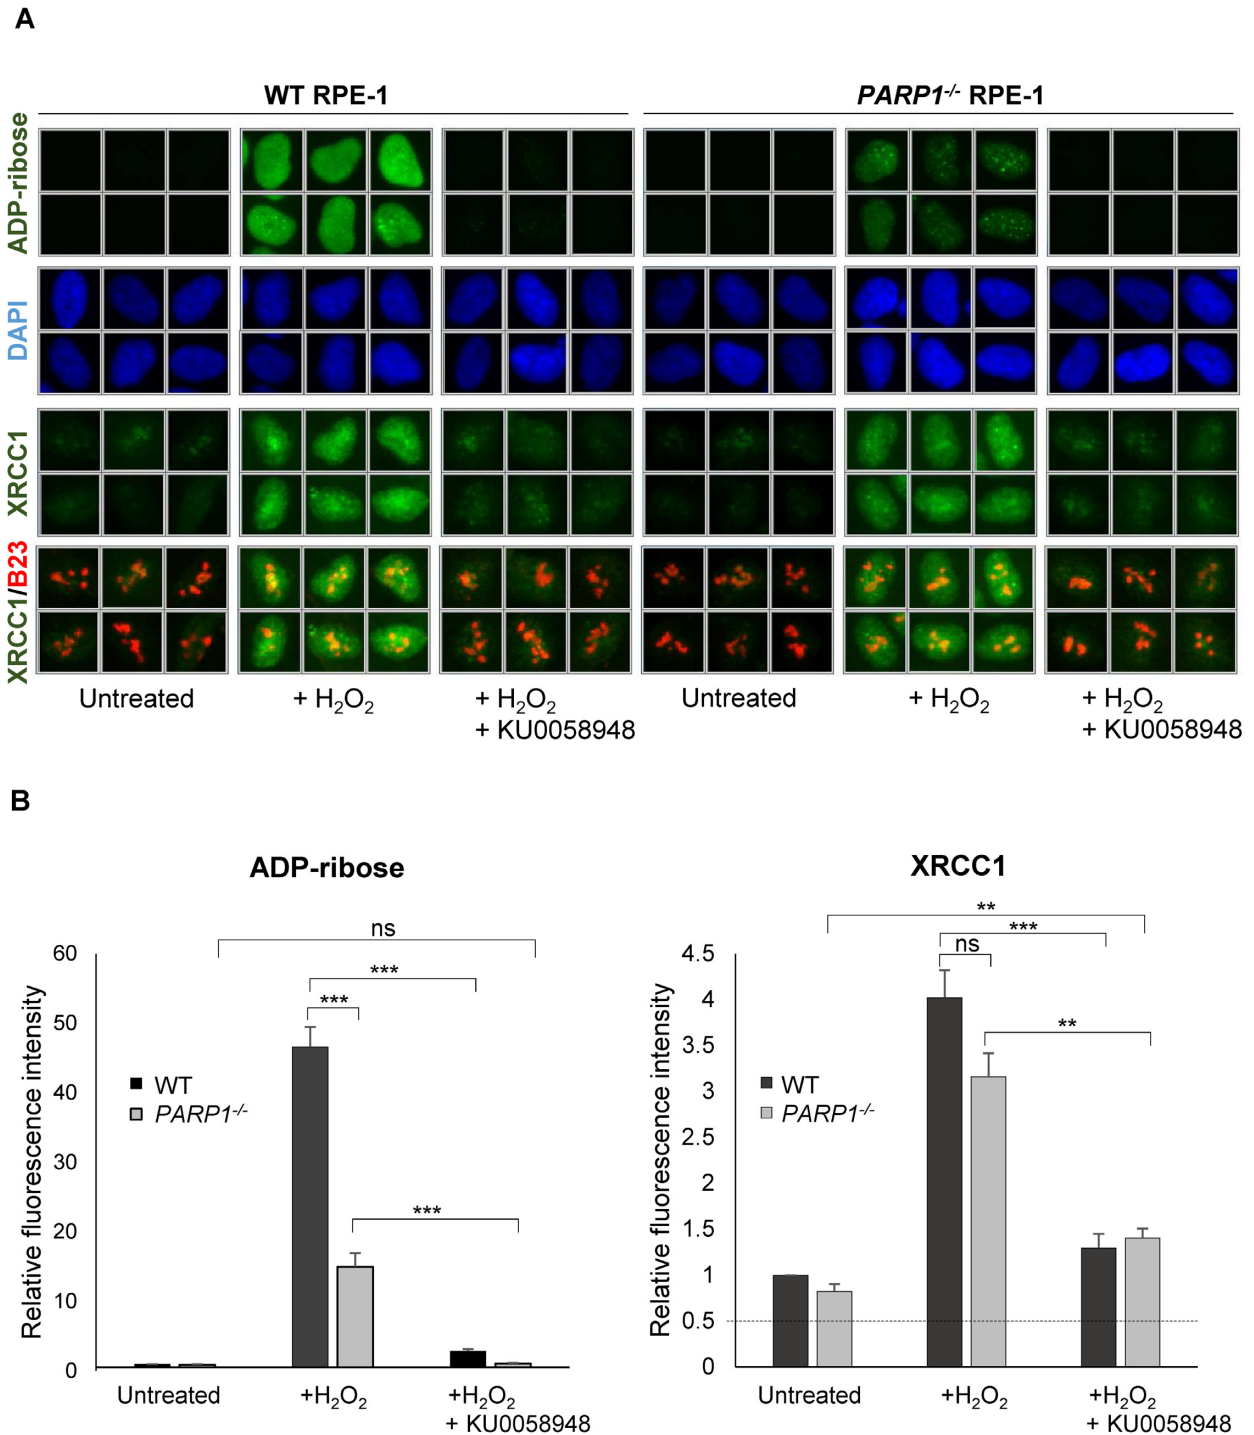 A
WT RPE-1
PARP1-/- RPE-1
ADP-ribose
DAPI
XRCC1
XRCC1/B23
Untreated
+ H2O2
+ H2O2
+ KU0058948
Untreated
+ H2O2
+ H2O2
+ KU0058948
B
ADP-ribose
ns
***
***
***
Relative fluorescence intensity
60
50
40
30
20
10
0
WT
PARP1-/-
Untreated
+H2O2
+H2O2
+ KU0058948
XRCC1
**
***
ns
**
Relative fluorescence intensity
4.5
4
3.5
3
2.5
2
1.5
1
0.5
0
WT
PARP1-/-
Untreated
+H2O2
+H2O2
+ KU0058948